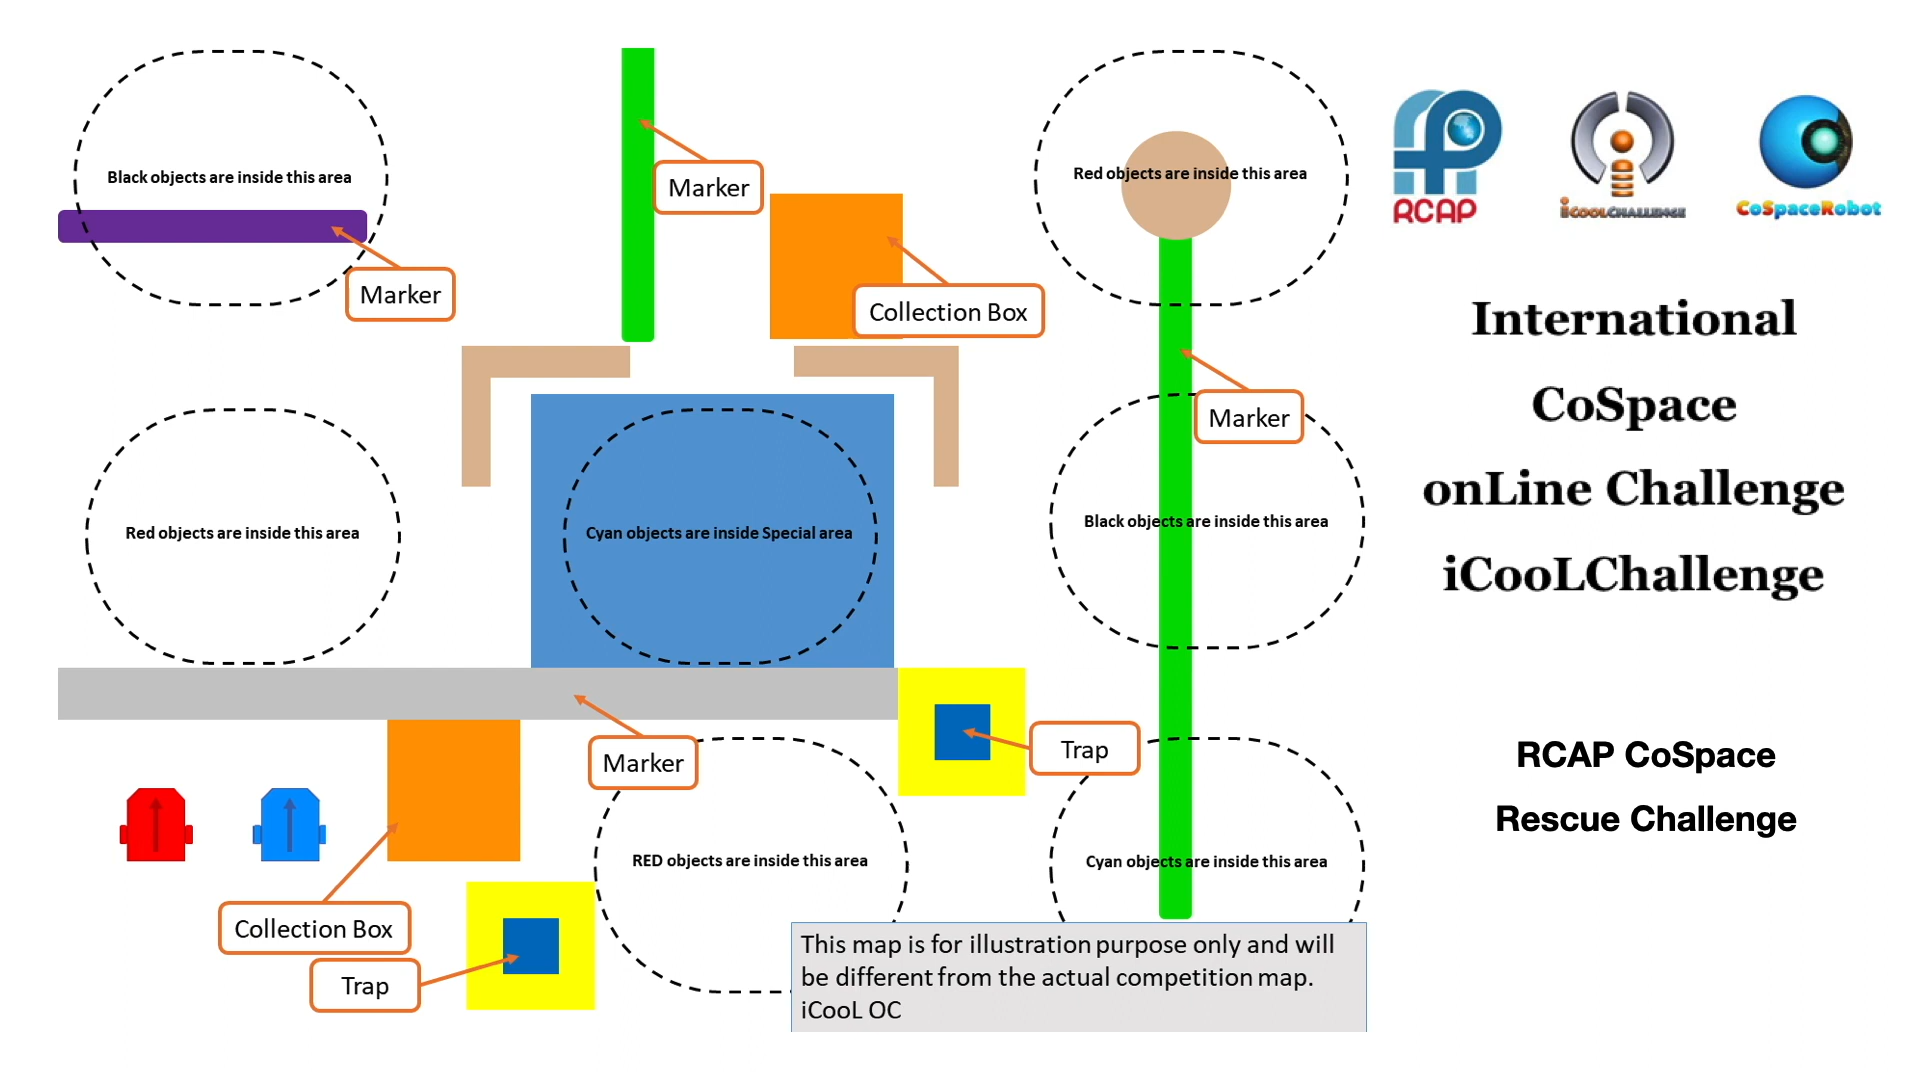 Black objects are inside this area
Marker
Marker
Collection Box
Red objects are inside this area
RCAP
iCOOLCHALLENGE
CoSpaceRobot
International
CoSpace
onLine Challenge
iCooLChallenge
Marker
Red objects are inside this area
Cyan objects are inside Special area
Black objects are inside this area
Marker
Trap
RCAP CoSpace
Rescue Challenge
RED objects are inside this area
Cyan objects are inside this area
Collection Box
Trap
This map is for illustration purpose only and will
be different from the actual competition map.
iCooL OC